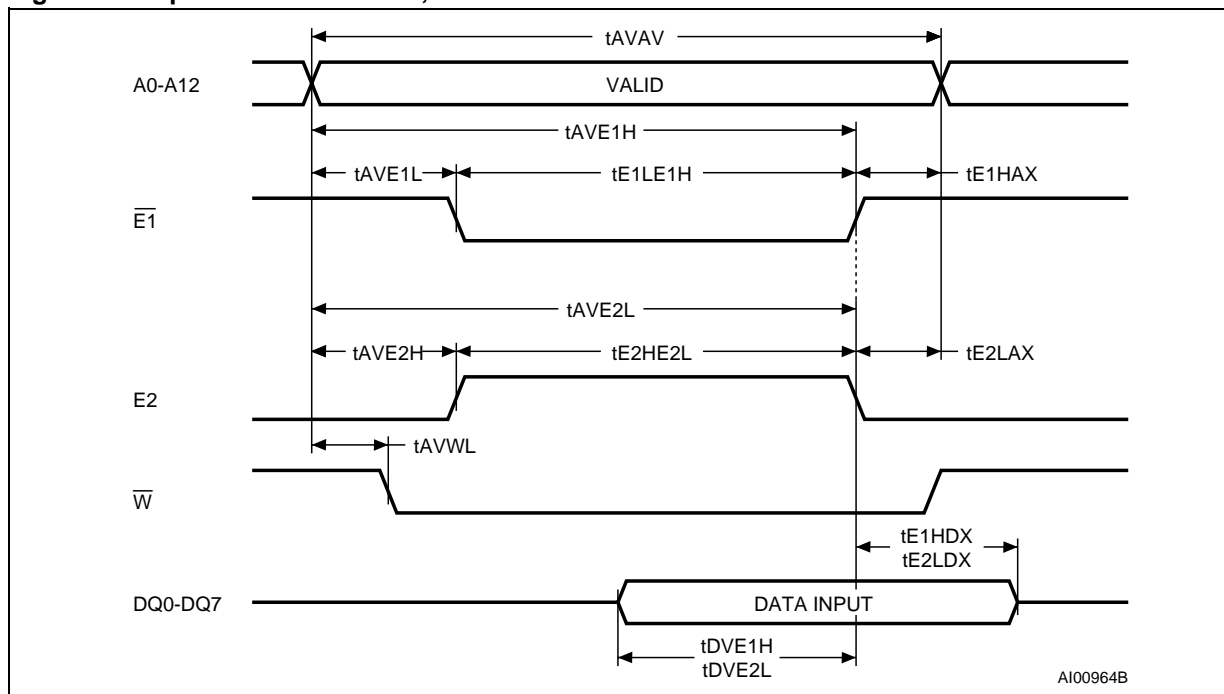 tAVAV
A0-A12
VALID
tAVE1H
tAVE1L
tE1LE1H
tE1HAX
E1
tAVE2L
tAVE2H
tE2HE2L
tE2LAX
E2
tAVWL
W
tE1HDX
tE2LDX
DQ0-DQ7
DATA INPUT
tDVE1H
tDVE2L
AI00964B